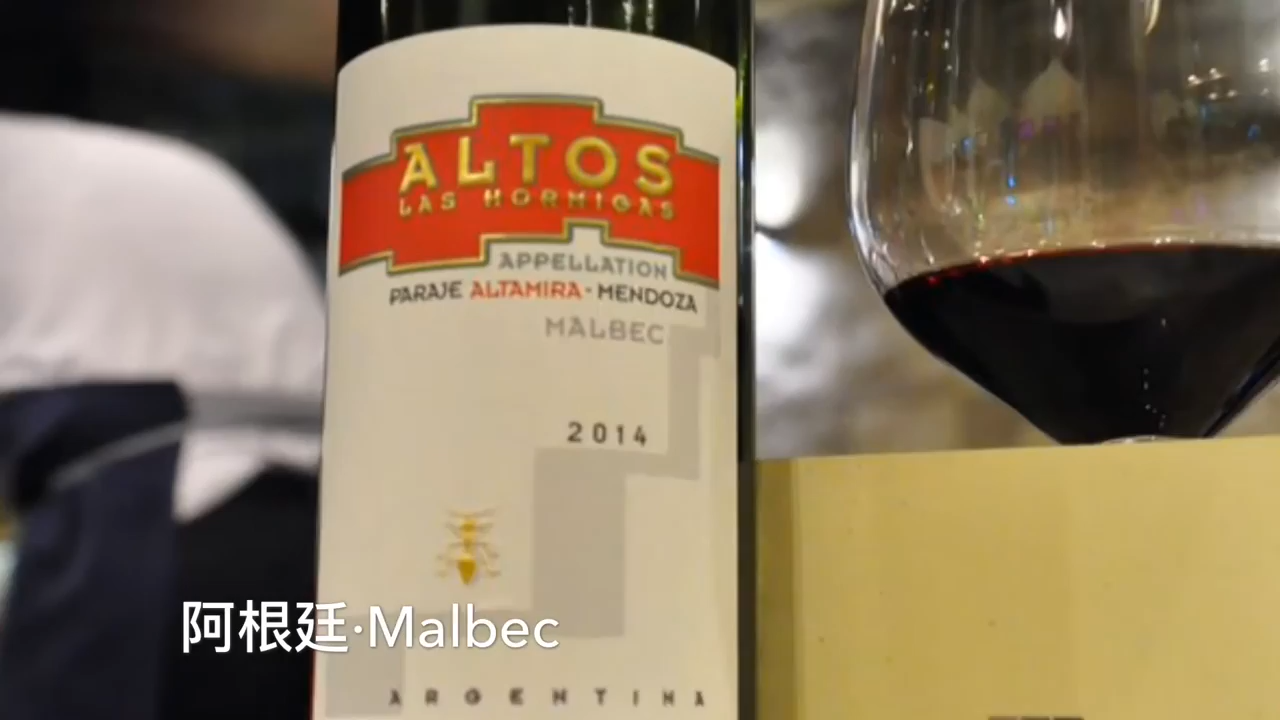 ALTOS
LAS HORMIGAS
APPELLATION
PARAJE ALTAMIRA · MENDOZA
MALBEC
2014
阿根廷·Malbec
ARGENTINA